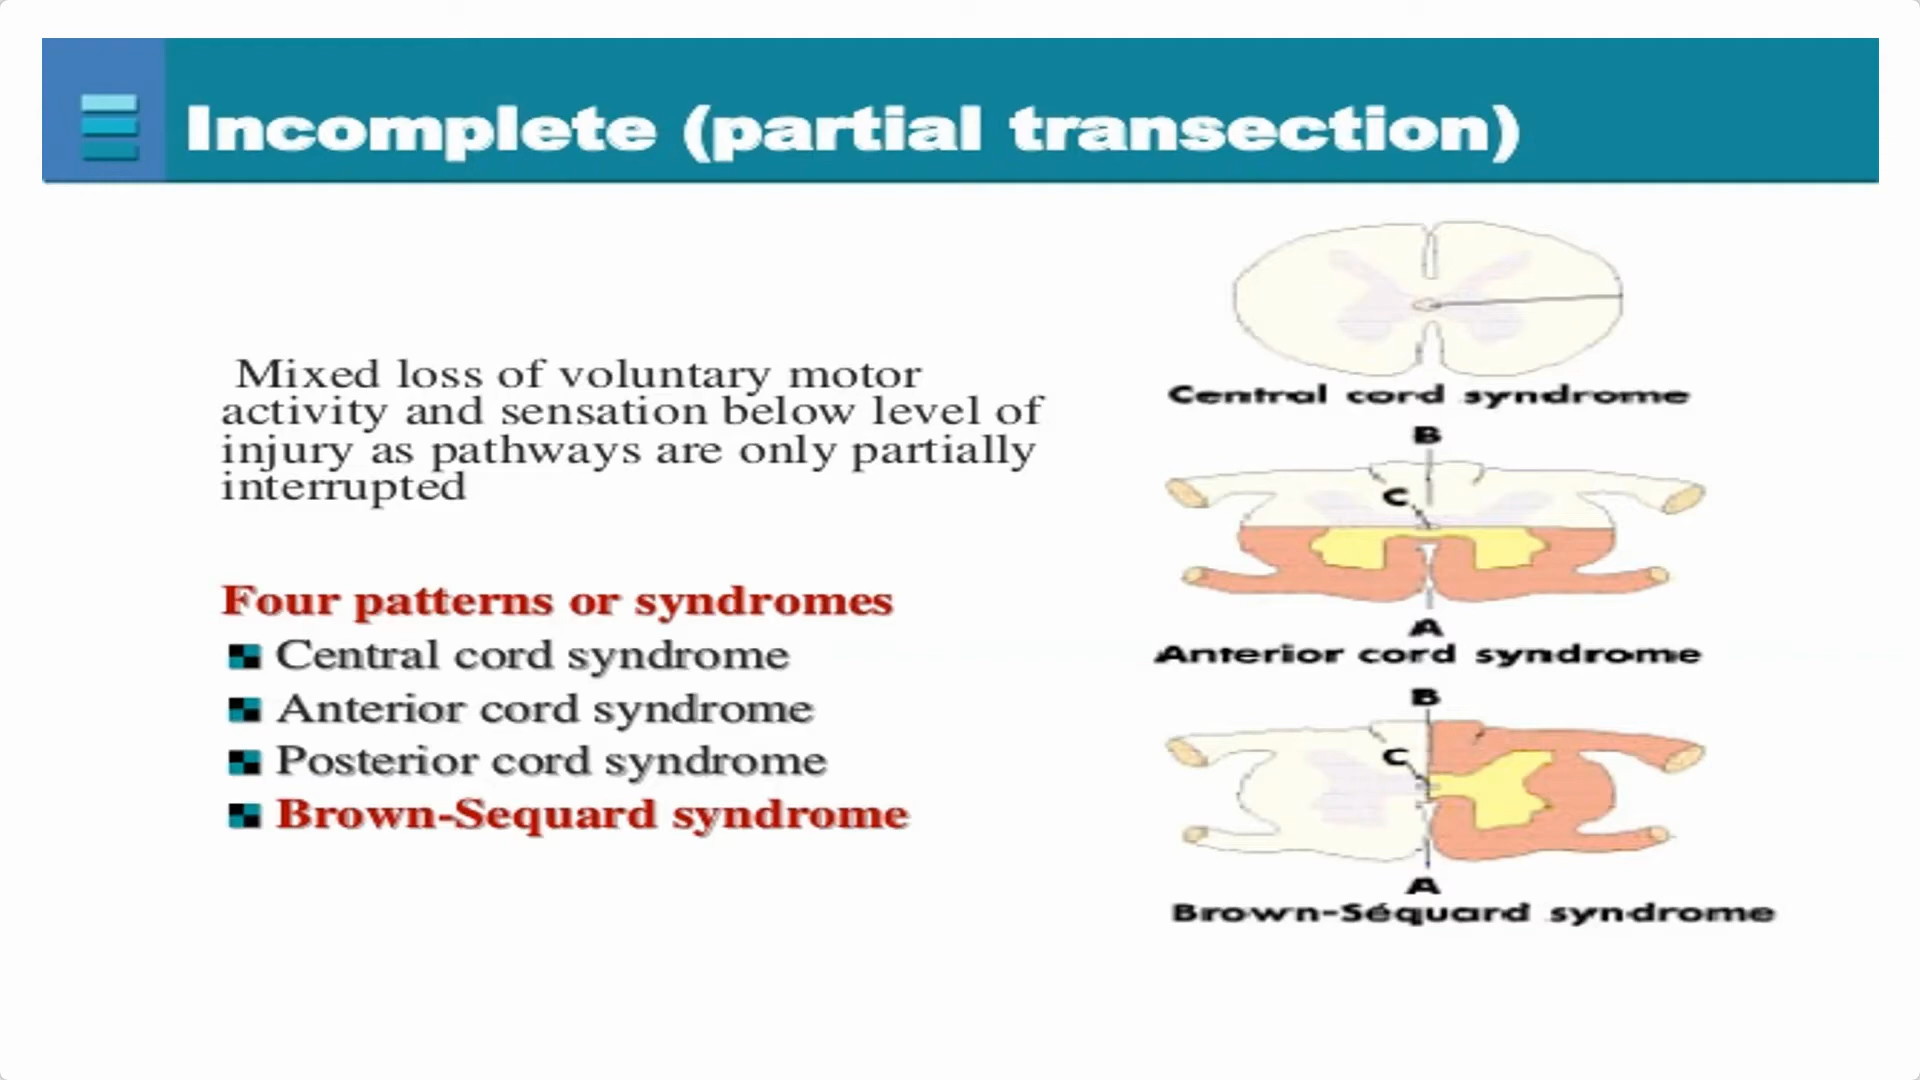 Incomplete (partial transection)
Mixed loss of voluntary motor
activity and sensation below level of
injury as pathways are only partially
interrupted
Four patterns or syndromes
Central cord syndrome
Anterior cord syndrome
Posterior cord syndrome
Brown-Sequard syndrome
Central cord syndrome
B
C
A
Anterior cord syndrome
B
C
A
Brown-Séquard syndrome